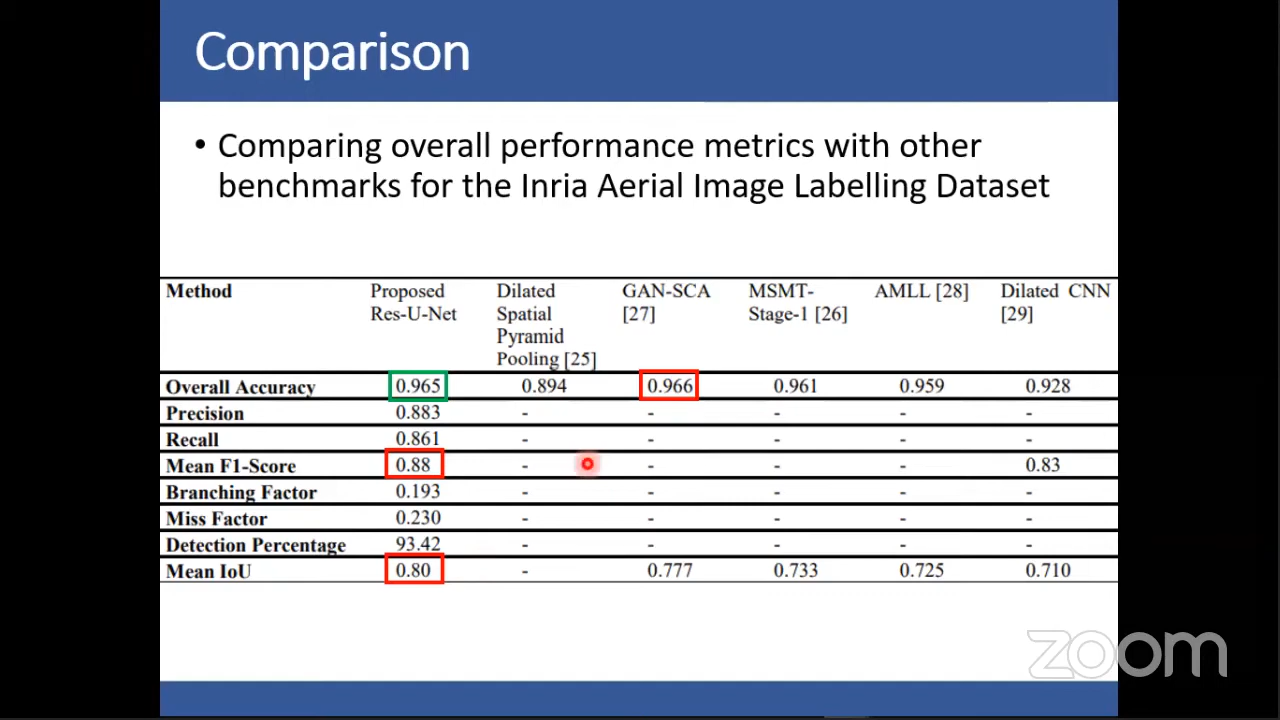 Comparison
• Comparing overall performance metrics with other
benchmarks for the Inria Aerial Image Labelling Dataset
Method Proposed Res-U-Net Dilated Spatial Pyramid Pooling [25] GAN-SCA [27] MSMT-Stage-1 [26] AMLL [28] Dilated CNN [29]
Overall Accuracy 0.965 0.894 0.966 0.961 0.959 0.928
Precision 0.883 - - - - -
Recall 0.861 - - - - -
Mean F1-Score 0.88 - - - - 0.83
Branching Factor 0.193 - - - - -
Miss Factor 0.230 - - - - -
Detection Percentage 93.42 - - - - -
Mean IoU 0.80 - 0.777 0.733 0.725 0.710
zoom